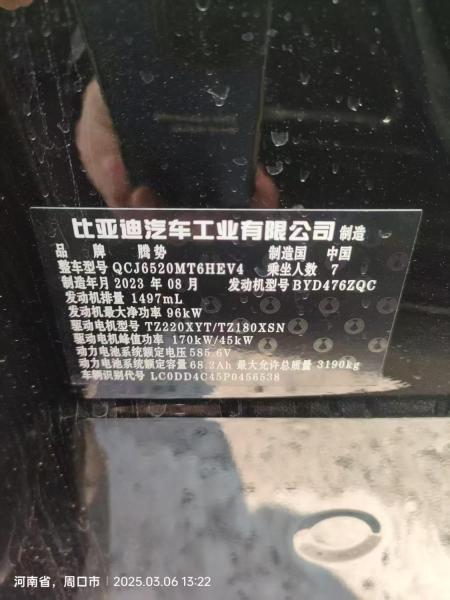 比亚迪汽车工业有限公司 制造
品 牌 腾势 制造国 中国
整车型号 QCJ6520MT6HEV4 乘坐人数 7
制造年月 2023 年 08 月 发动机型号 BYD476ZQC
发动机排量 1497mL
发动机最大净功率 96kW
驱动电机型号 TZ220XYT/TZ180XSN
驱动电机峰值功率 170kW/45kW
动力电池系统额定电压 585.6V
动力电池系统额定容量 68.2Ah 最大允许总质量 3190kg
车辆识别代号 LC0DD4C45P0456538
河南省，周口市 2025.03.06 13:22